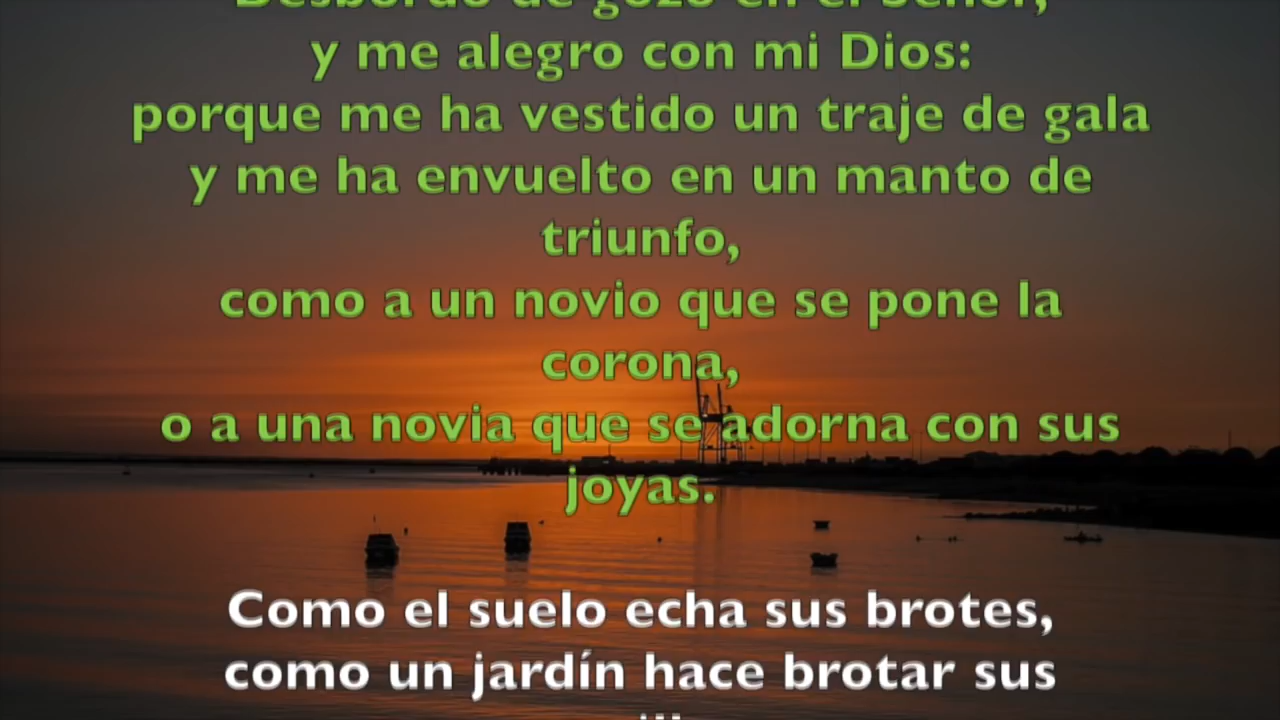 Desbordo de gozo en el Señor,
y me alegro con mi Dios:
porque me ha vestido un traje de gala
y me ha envuelto en un manto de
triunfo,
como a un novio que se pone la
corona,
o a una novia que se adorna con sus
joyas.
Como el suelo echa sus brotes,
como un jardín hace brotar sus